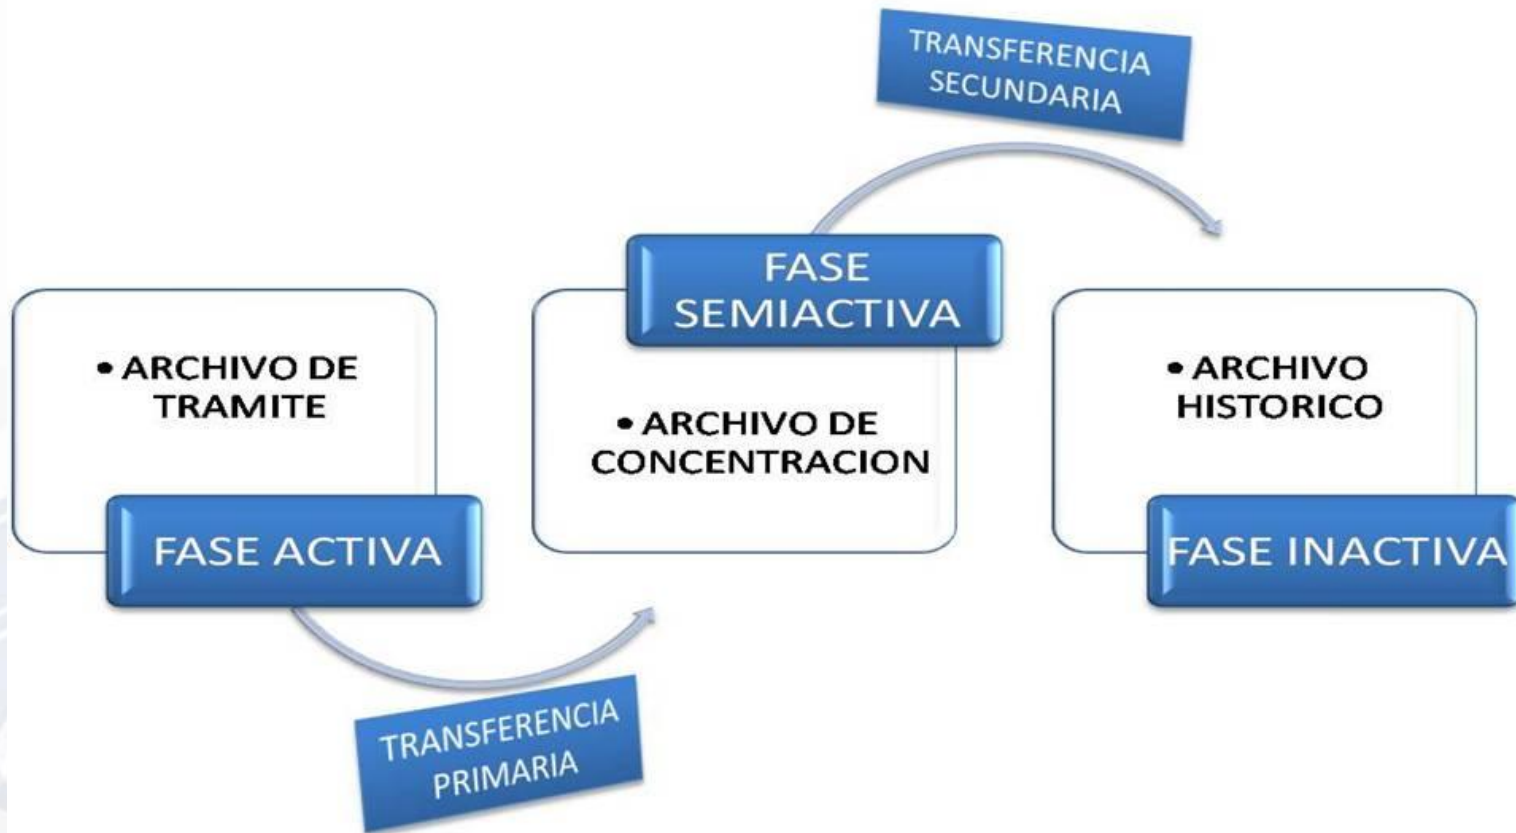 • ARCHIVO DE
TRAMITE
FASE ACTIVA
TRANSFERENCIA
PRIMARIA
FASE
SEMIACTIVA
• ARCHIVO DE
CONCENTRACION
TRANSFERENCIA
SECUNDARIA
• ARCHIVO
HISTORICO
FASE INACTIVA